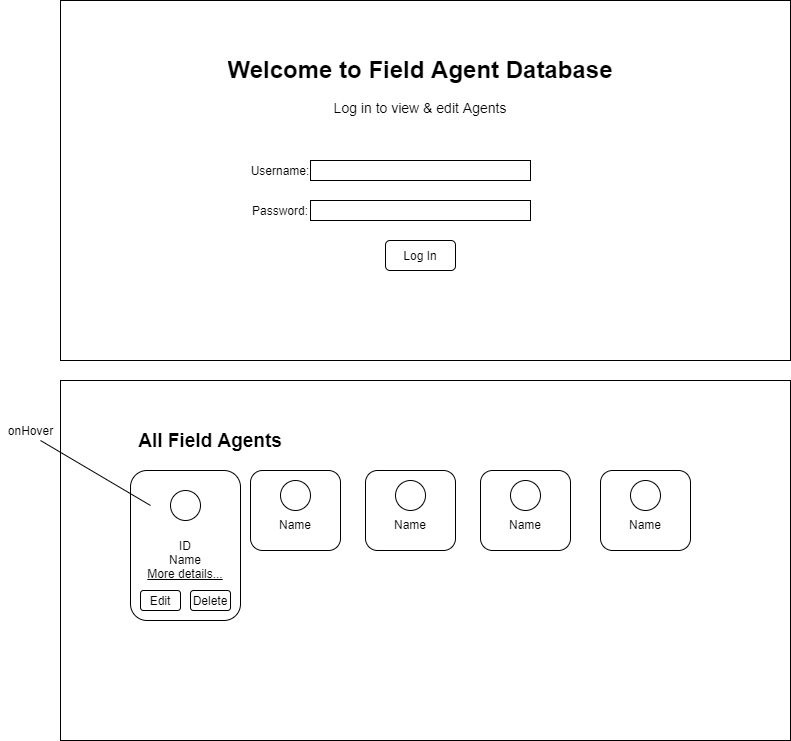 Welcome to Field Agent Database
Log in to view & edit Agents
Username:
Password:
Log In
onHover
All Field Agents
ID
Name
More details...
Edit
Delete
Name
Name
Name
Name